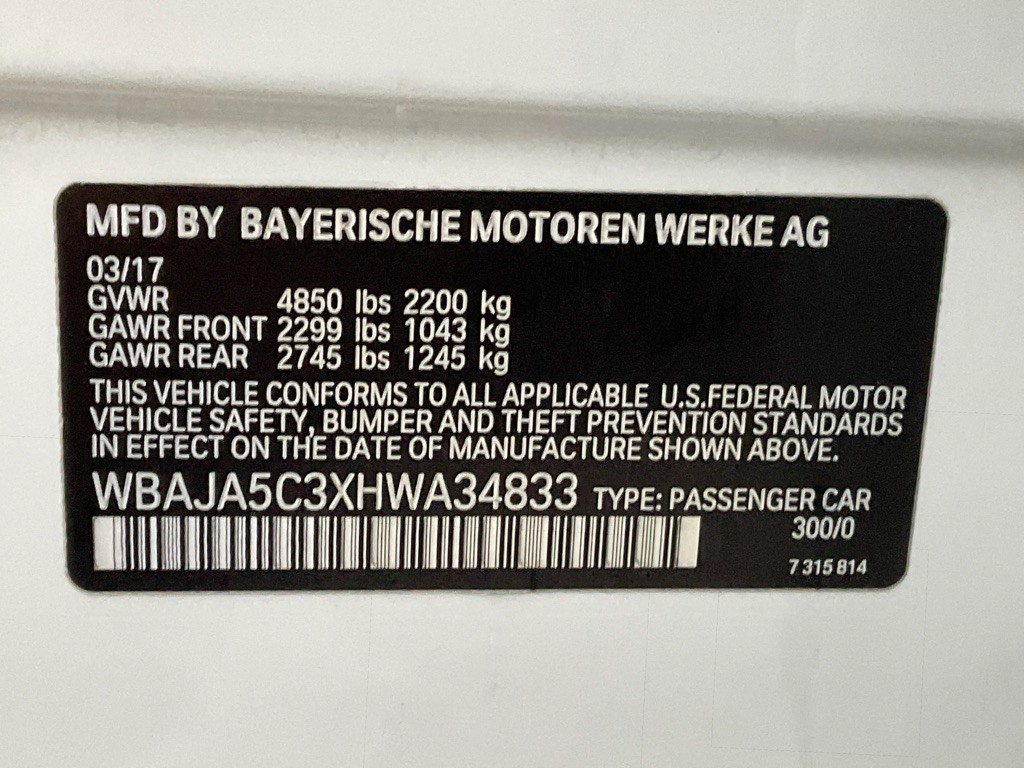 MFD BY BAYERISCHE MOTOREN WERKE AG
03/17
GVWR 4850 lbs 2200 kg
GAWR FRONT 2299 lbs 1043 kg
GAWR REAR 2745 lbs 1245 kg
THIS VEHICLE CONFORMS TO ALL APPLICABLE U.S.FEDERAL MOTOR
VEHICLE SAFETY, BUMPER AND THEFT PREVENTION STANDARDS
IN EFFECT ON THE DATE OF MANUFACTURE SHOWN ABOVE.
WBAJA5C3XHWA34833 TYPE: PASSENGER CAR
300/0
7 315 814